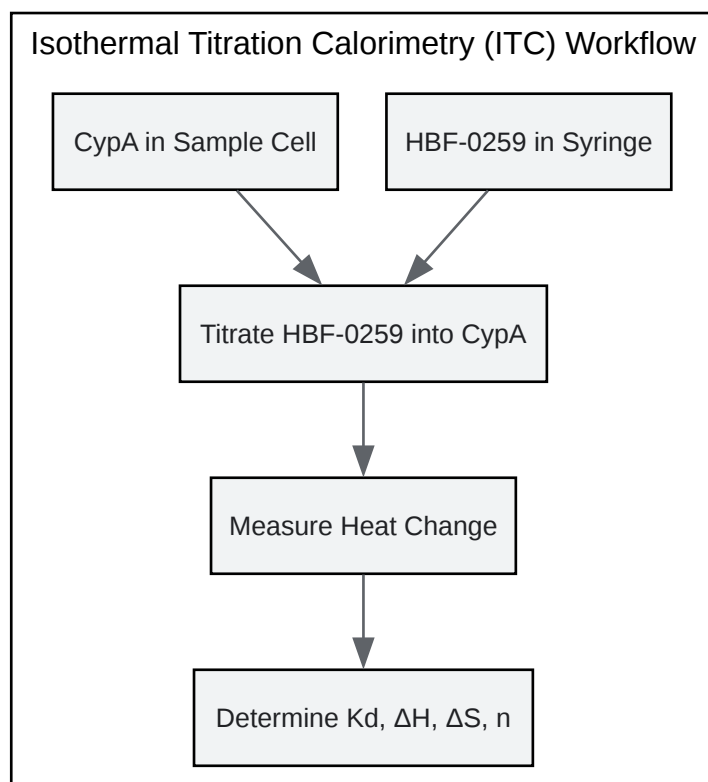 Isothermal Titration Calorimetry (ITC) Workflow
CypA in Sample Cell
HBF-0259 in Syringe
Titrate HBF-0259 into CypA
Measure Heat Change
Determine Kd, ΔH, ΔS, n